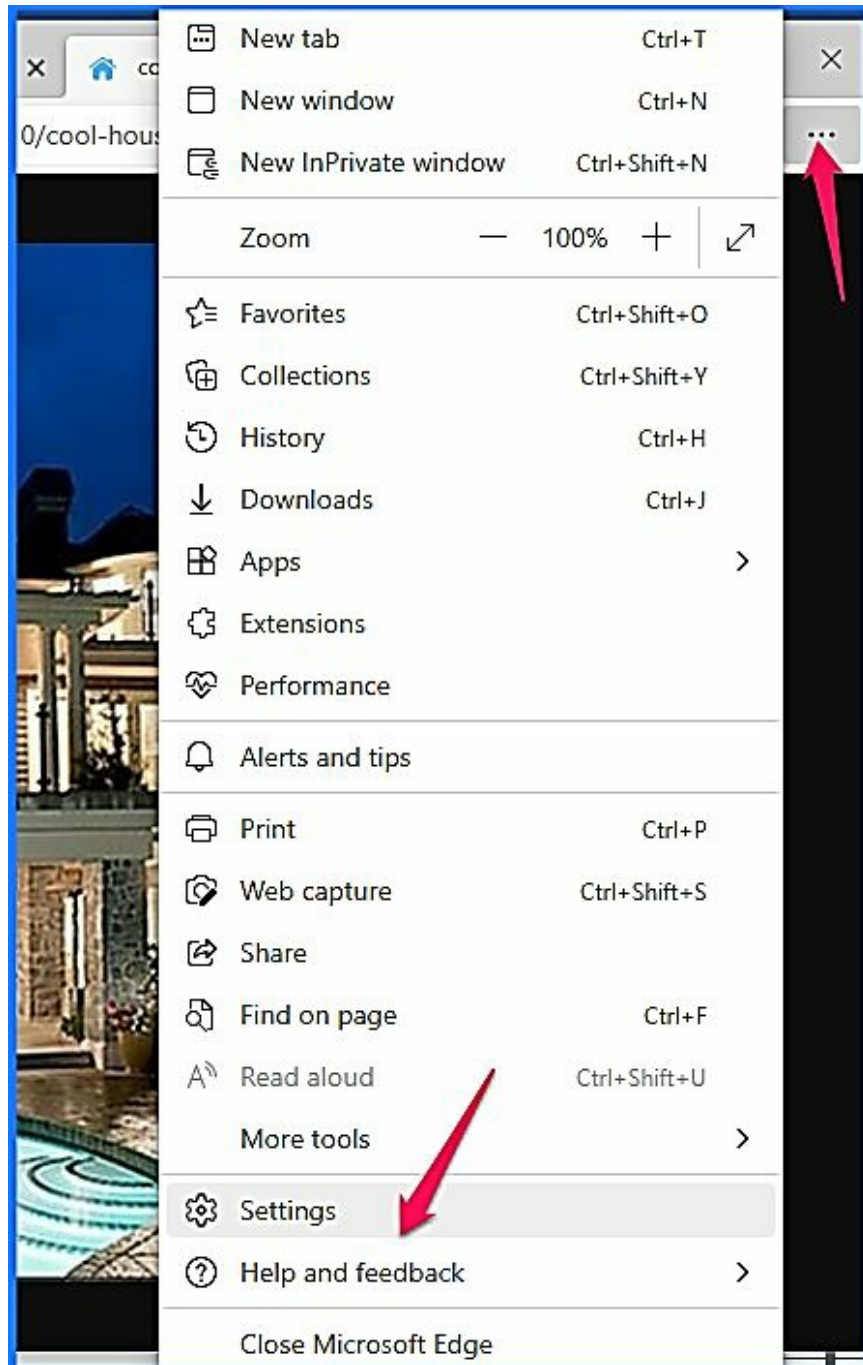 New tab Ctrl+T
co
New window Ctrl+N
0/cool-hous
New InPrivate window Ctrl+Shift+N
Zoom — 100% +
Favorites Ctrl+Shift+O
Collections Ctrl+Shift+Y
History Ctrl+H
Downloads Ctrl+J
Apps
Extensions
Performance
Alerts and tips
Print Ctrl+P
Web capture Ctrl+Shift+S
Share
Find on page Ctrl+F
Read aloud Ctrl+Shift+U
More tools
Settings
Help and feedback
Close Microsoft Edge